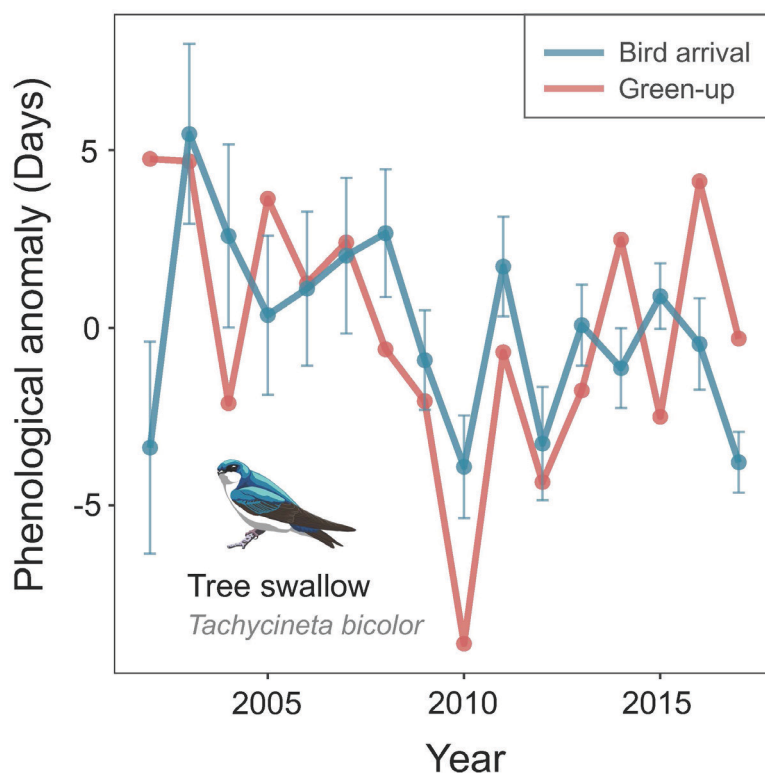 Bird arrival
Green-up
Phenological anomaly (Days)
5
0
-5
Tree swallow
Tachycineta bicolor
2005
2010
2015
Year